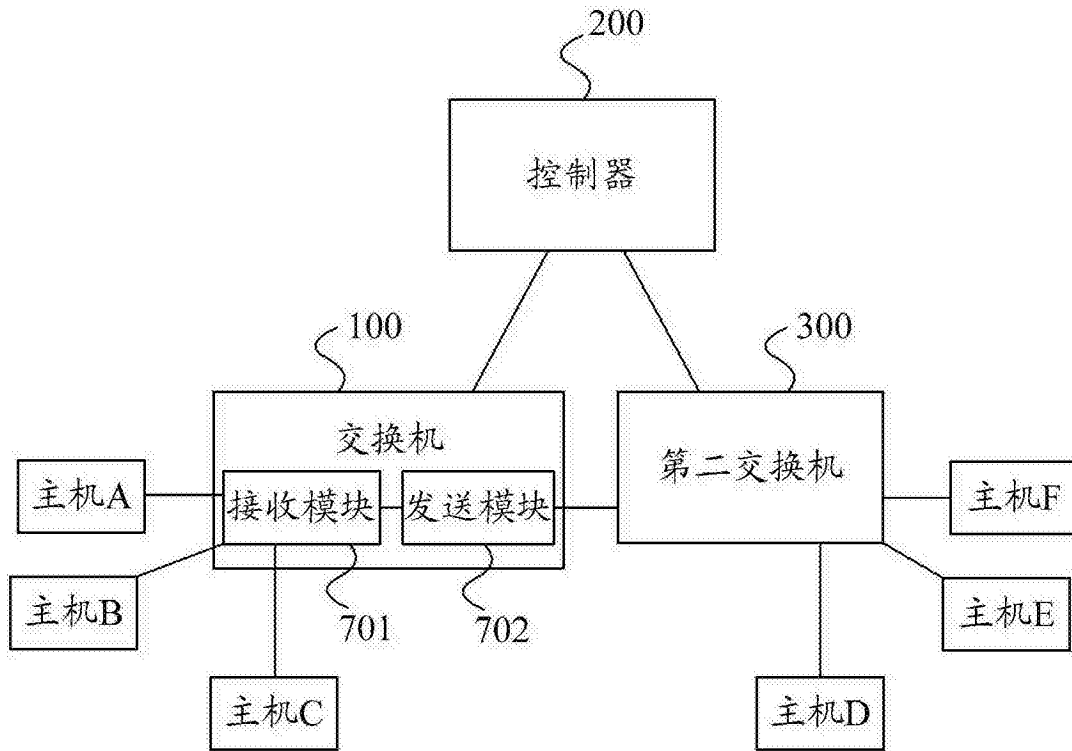 200
控制器
100
300
交换机
第二交换机
接收模块
发送模块
主机A
主机F
主机B
701
702
主机E
主机C
主机D